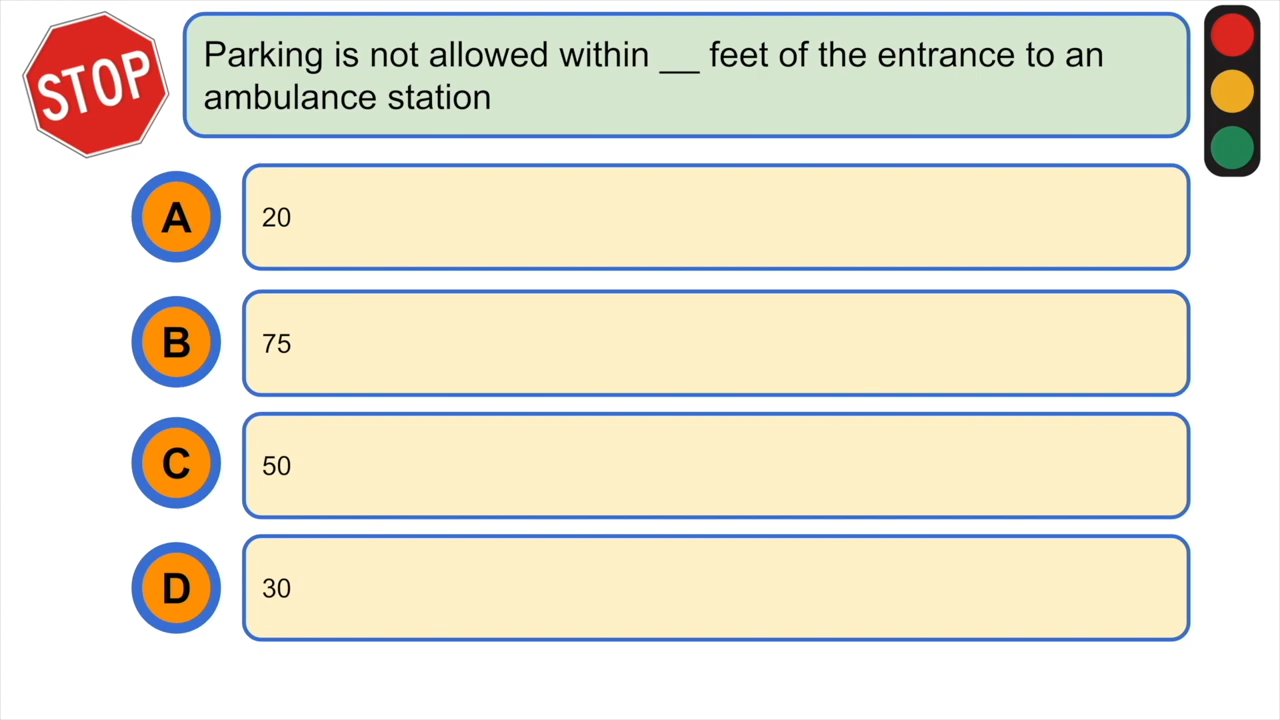 STOP
Parking is not allowed within __ feet of the entrance to an
ambulance station
A
20
B
75
C
50
D
30